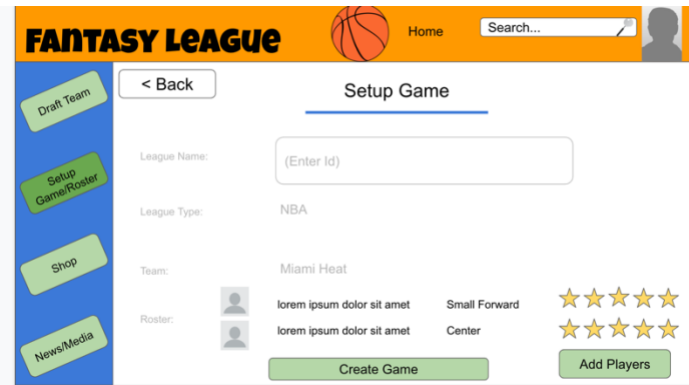 FANTASY LEAGUE
Home
Search...
Draft Team
Setup
Game/Roster
Shop
News/Media
< Back
Setup Game
League Name:
(Enter Id)
League Type:
NBA
Team:
Miami Heat
Roster:
lorem ipsum dolor sit amet Small Forward
lorem ipsum dolor sit amet Center
Create Game
Add Players